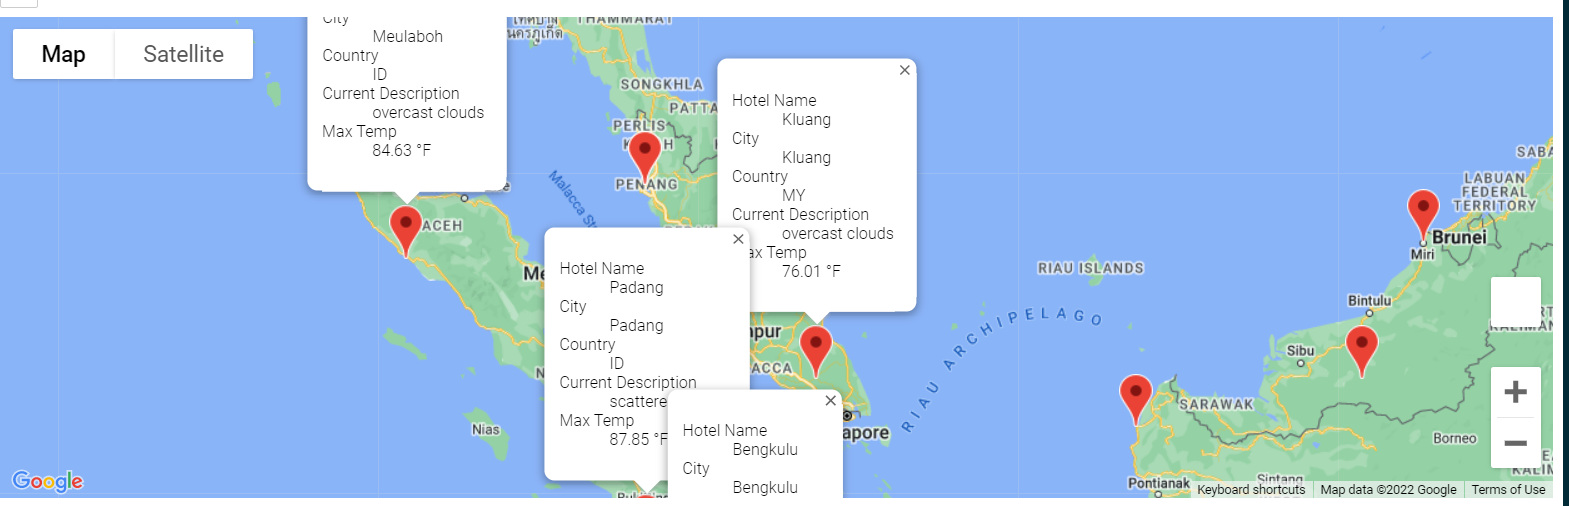 Map
Satellite
City
Meulaboh
Country
ID
Current Description
overcast clouds
Max Temp
84.63 °F
Hotel Name
Kluang
City
Kluang
Country
MY
Current Description
overcast clouds
ax Temp
76.01 °F
Hotel Name
Padang
City
Padang
Country
ID
Current Description
scattere
Max Temp
87.85 °F
Hotel Name
Bengkulu
City
Bengkulu
THAMMARAT
SONGKHLA
PATTA
PERLIS
PENANG
Malacca St
ACEH
Me
Nias
pur
ACCA
apore
RIAU ARCHIPELAGO
RIAU ISLANDS
SABA
LABUAN
FEDERAL
TERRITORY
Brunei
Miri
Bintulu
Sibu
SARAWAK
Borneo
Pontianak
Sintang
Google
Keyboard shortcuts
Map data ©2022 Google
Terms of Use